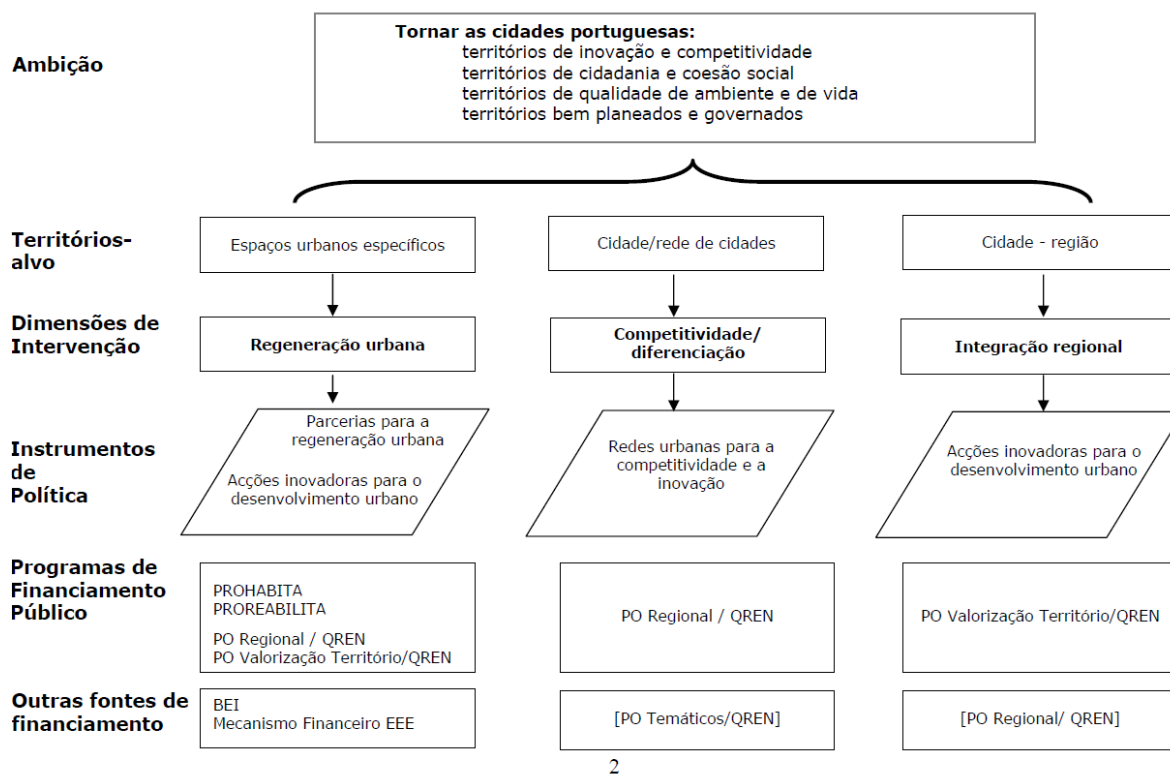 Ambição
Tornar as cidades portuguesas:
territórios de inovação e competitividade
territórios de cidadania e coesão social
territórios de qualidade de ambiente e de vida
territórios bem planeados e governados
Territórios-
alvo
Espaços urbanos específicos
Cidade/rede de cidades
Cidade - região
Dimensões de
Intervenção
Regeneração urbana
Competitividade/
diferenciação
Integração regional
Instrumentos
de
Política
Parcerias para a
regeneração urbana
Acções inovadoras para o
desenvolvimento urbano
Redes urbanas para a
competitividade e a
inovação
Acções inovadoras para o
desenvolvimento urbano
Programas de
Financiamento
Público
PROHABITA
PROREABILITA
PO Regional / QREN
PO Valorização Território/QREN
PO Regional / QREN
PO Valorização Território/QREN
Outras fontes de
financiamento
BEI
Mecanismo Financeiro EEE
[PO Temáticos/QREN]
[PO Regional/ QREN]
2